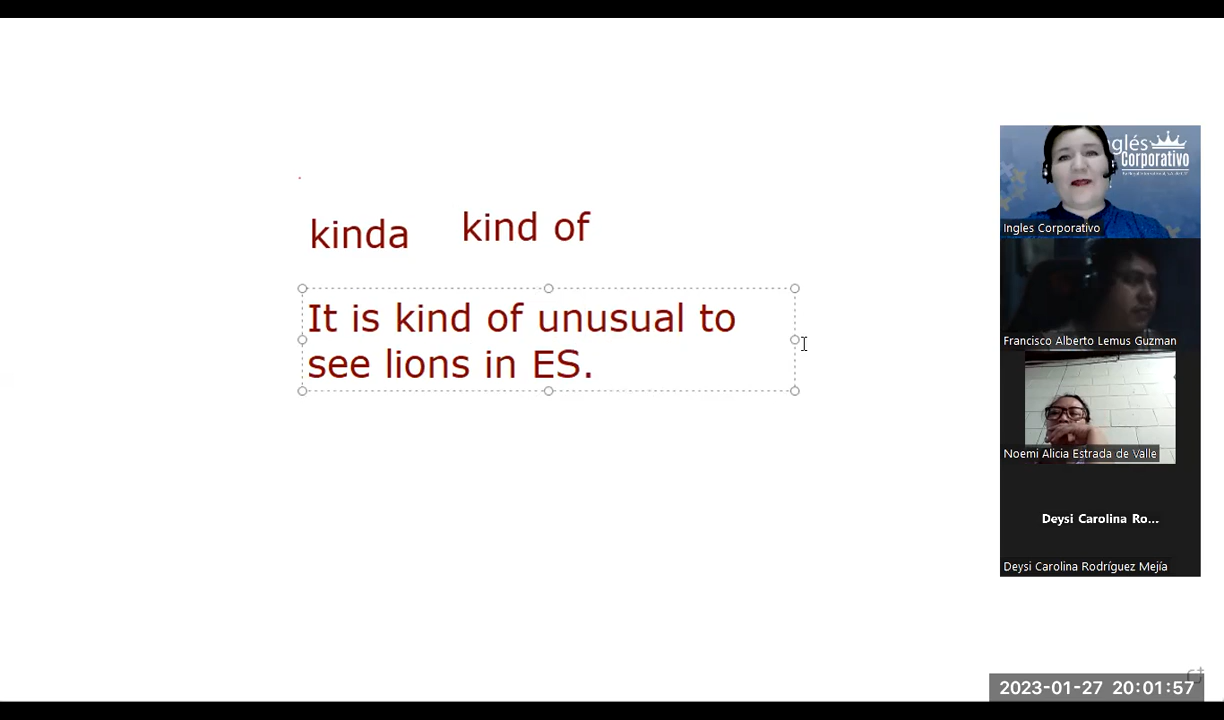 kinda kind of
It is kind of unusual to
see lions in ES.
glés
Corporativo
Ingles Corporativo
Francisco Alberto Lemus Guzman
Noemi Alicia Estrada de Valle
Deysi Carolina Ro...
Deysi Carolina Rodríguez Mejía
2023-01-27 20:01:57